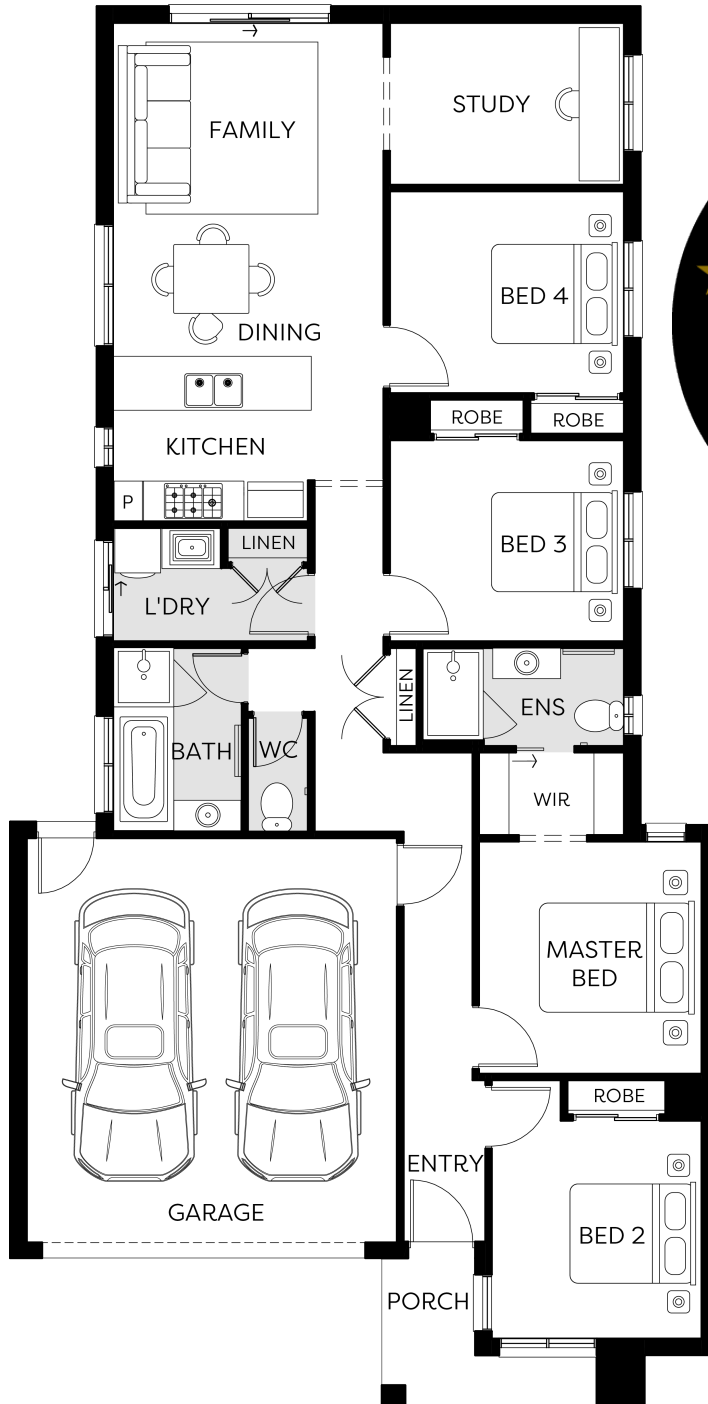 FAMILY
STUDY
BED 4
DINING
ROBE
ROBE
KITCHEN
P
BED 3
LINEN
L'DRY
LINEN
ENS
BATH
WC
WIR
MASTER
BED
ROBE
ENTRY
GARAGE
BED 2
PORCH